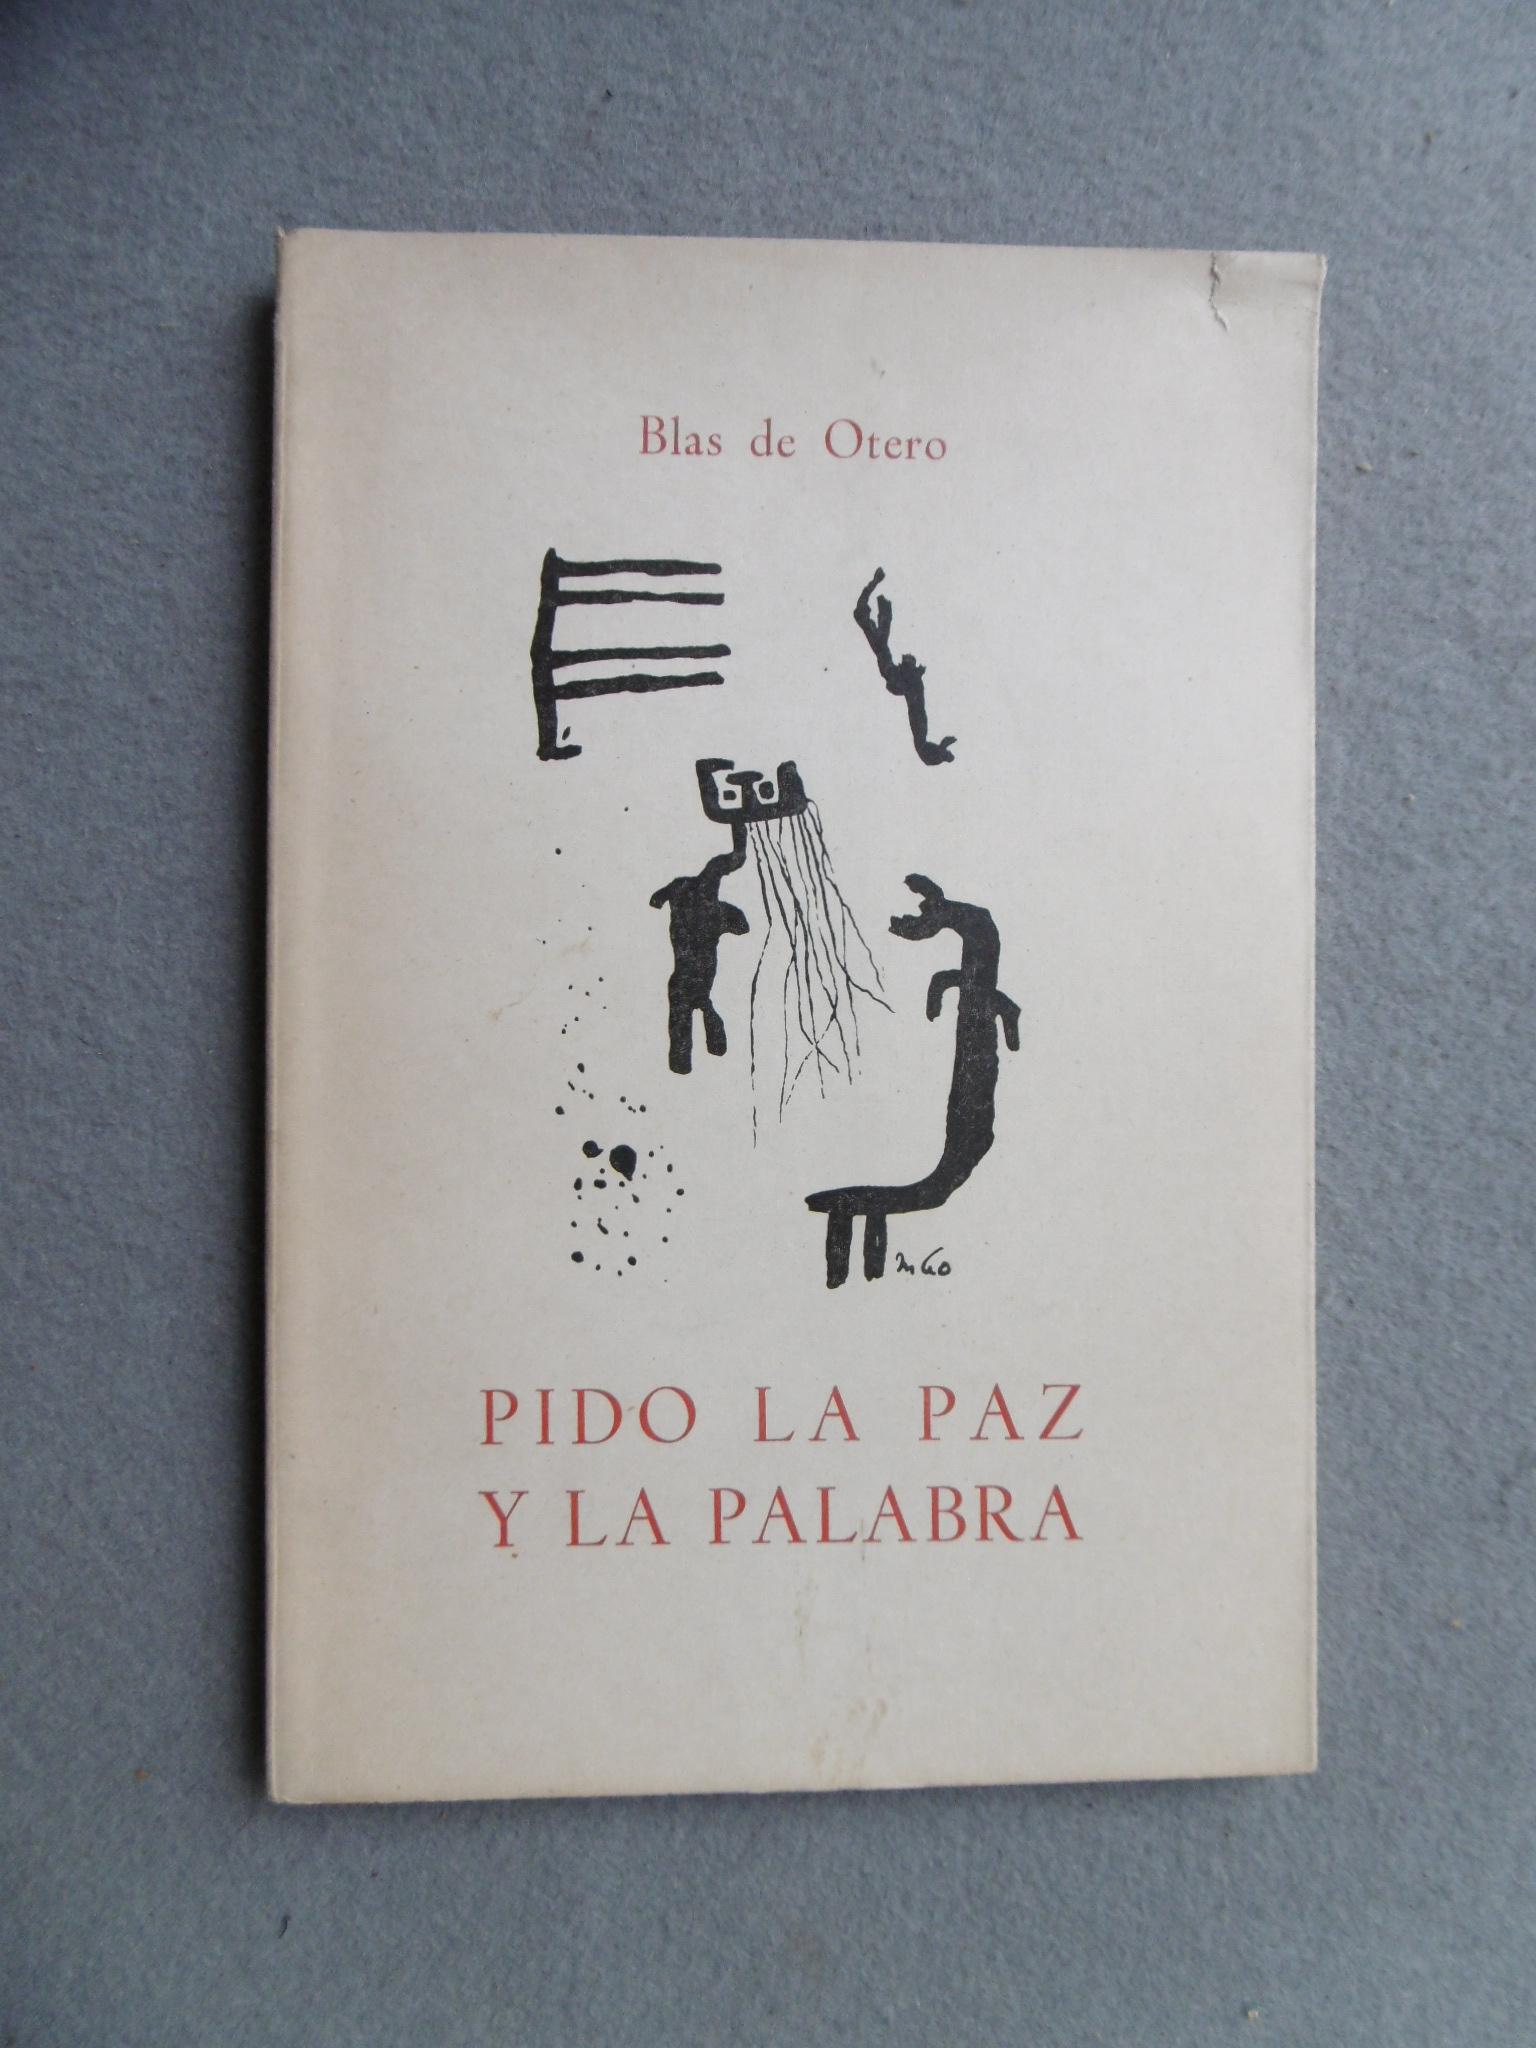 Blas de Otero
PIDO LA PAZ
Y LA PALABRA